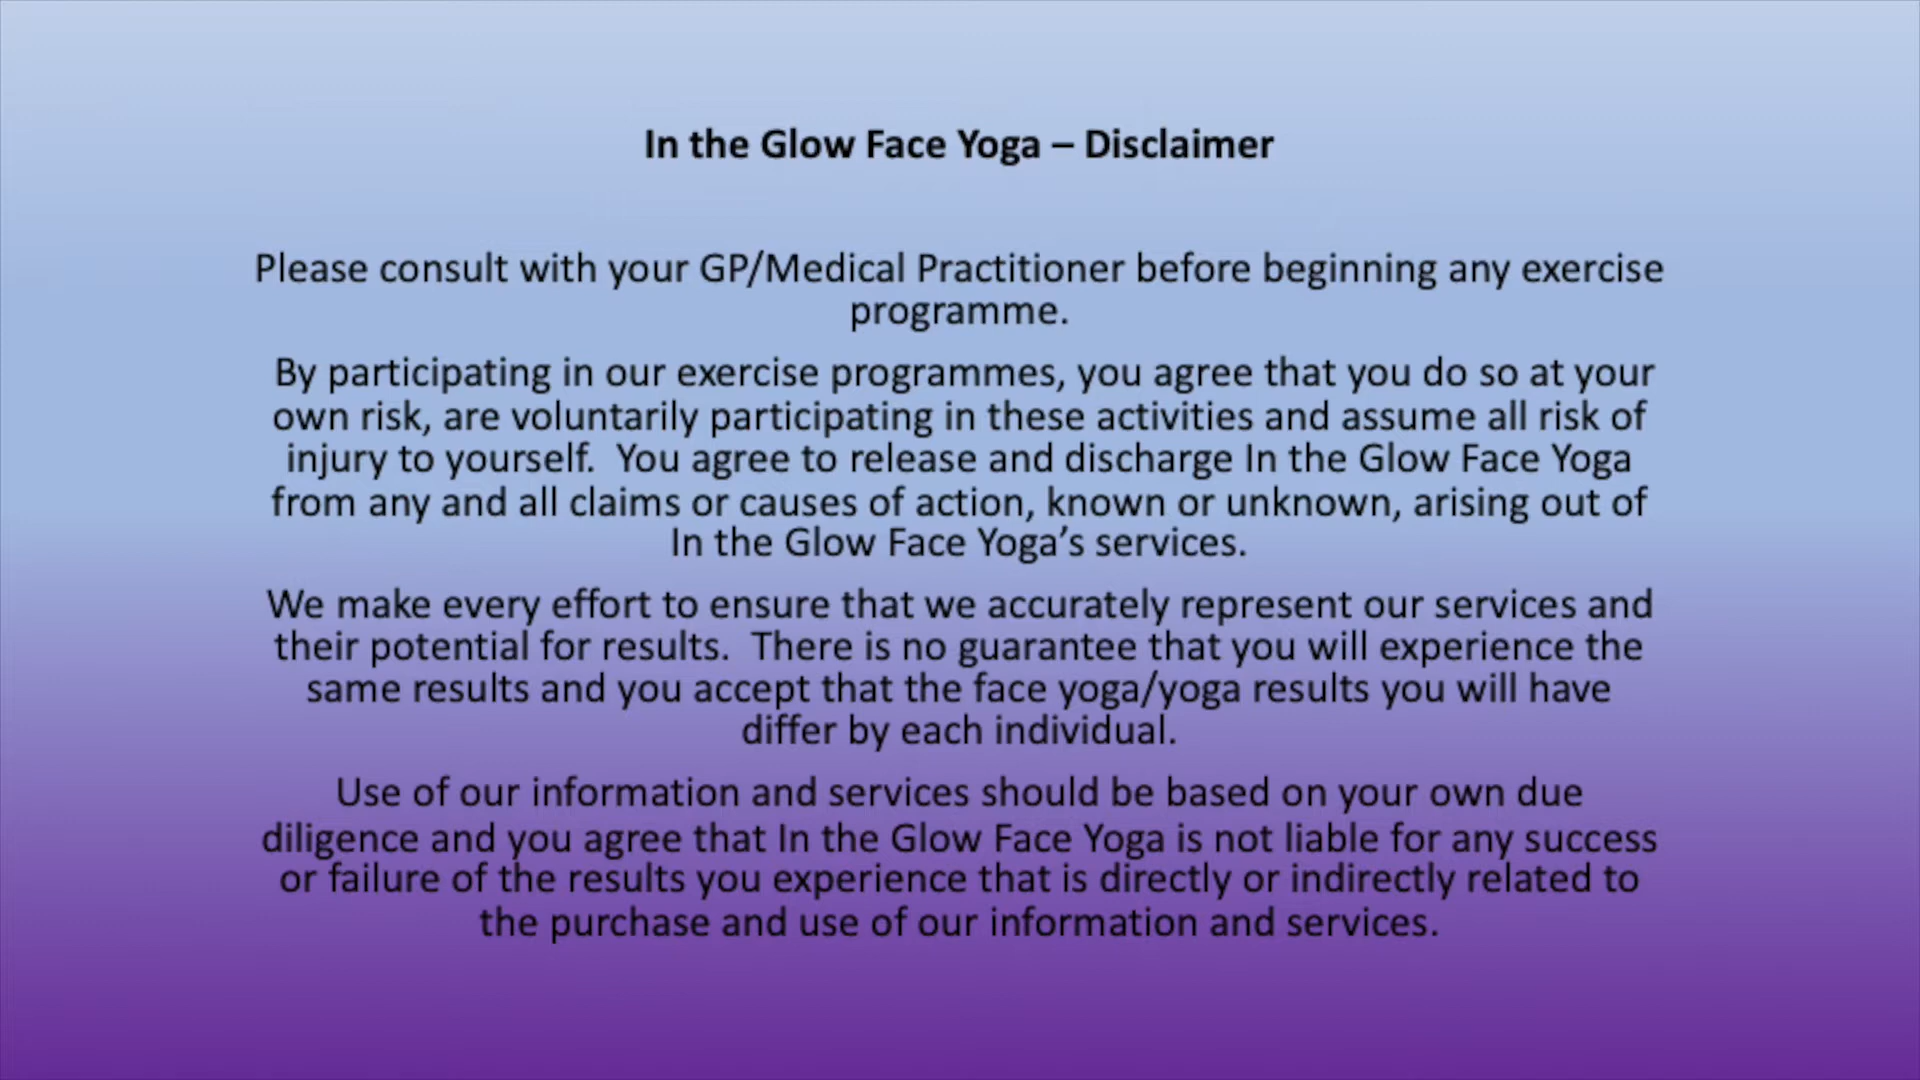 In the Glow Face Yoga – Disclaimer
Please consult with your GP/Medical Practitioner before beginning any exercise
programme.
By participating in our exercise programmes, you agree that you do so at your
own risk, are voluntarily participating in these activities and assume all risk of
injury to yourself.  You agree to release and discharge In the Glow Face Yoga
from any and all claims or causes of action, known or unknown, arising out of
In the Glow Face Yoga’s services.
We make every effort to ensure that we accurately represent our services and
their potential for results.  There is no guarantee that you will experience the
same results and you accept that the face yoga/yoga results you will have
differ by each individual.
Use of our information and services should be based on your own due
diligence and you agree that In the Glow Face Yoga is not liable for any success
or failure of the results you experience that is directly or indirectly related to
the purchase and use of our information and services.